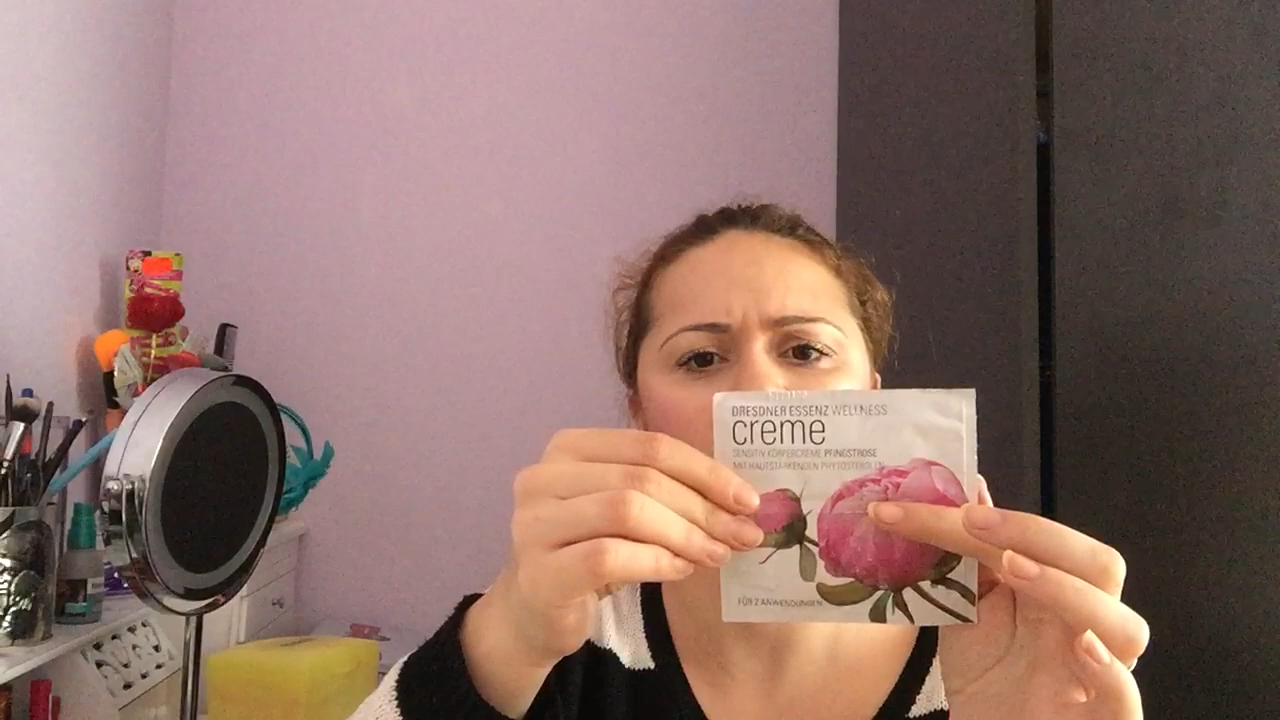 DRESDNER ESSENZ WELLNESS
creme
SENSITIV KÖRPERCREME PFINGSTROSE
MIT HAUTSTÄRKENDEN PHYTOSTEROLEN
FÜR 2 ANWENDUNGEN